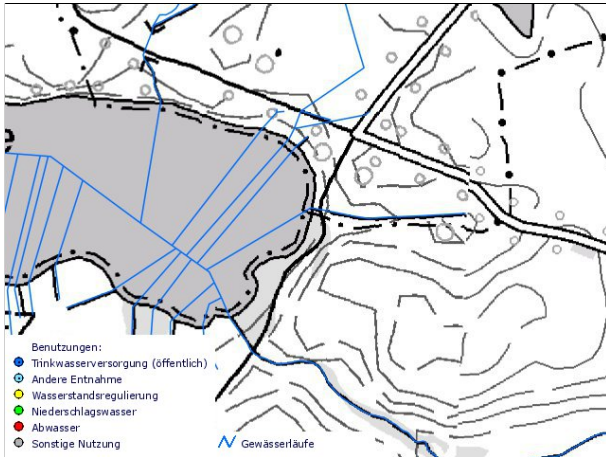 Benutzungen:
Trinkwasserversorgung (öffentlich)
Andere Entnahme
Wasserstandsregulierung
Niederschlagswasser
Abwasser
Sonstige Nutzung
Gewässerläufe